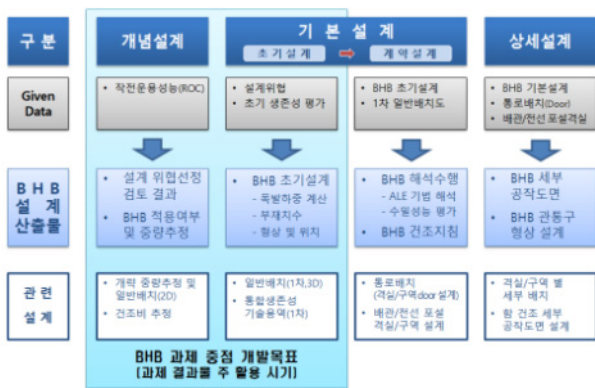 구 분
개념설계
기 본 설 계
초기설계
계약설계
상세설계
Given
Data
• 작전운용성능(ROC)
• 설계위협
• 초기 생존성 평가
• BHB 초기설계
• 1차 일반배치도
• BHB 기본설계
• 통로배치(Door)
• 배관/전선 포설격실
B H B
설 계
산출물
• 설계 위협선정
검토 결과
• BHB 적용여부
및 중량추정
• BHB 초기설계
- 폭발하중 계산
- 부재치수
- 형상 및 위치
• BHB 해석수행
- ALE 기법 해석
- 수밀성능 평가
• BHB 건조지침
• BHB 세부
공작도면
• BHB 관통구
형상 설계
관 련
설 계
• 개략 중량추정 및
일반배치(2D)
• 건조비 추정
• 일반배치(1차,3D)
• 통합생존성
기술용역(1차)
• 통로배치
(격실/구역door설계)
• 배관/전선 포설
격실/구역 설계
• 격실/구역 별
세부 배치
• 함 건조 세부
공작도면 설계
BHB 과제 중점 개발목표
(과제 결과물 주 활용 시기)